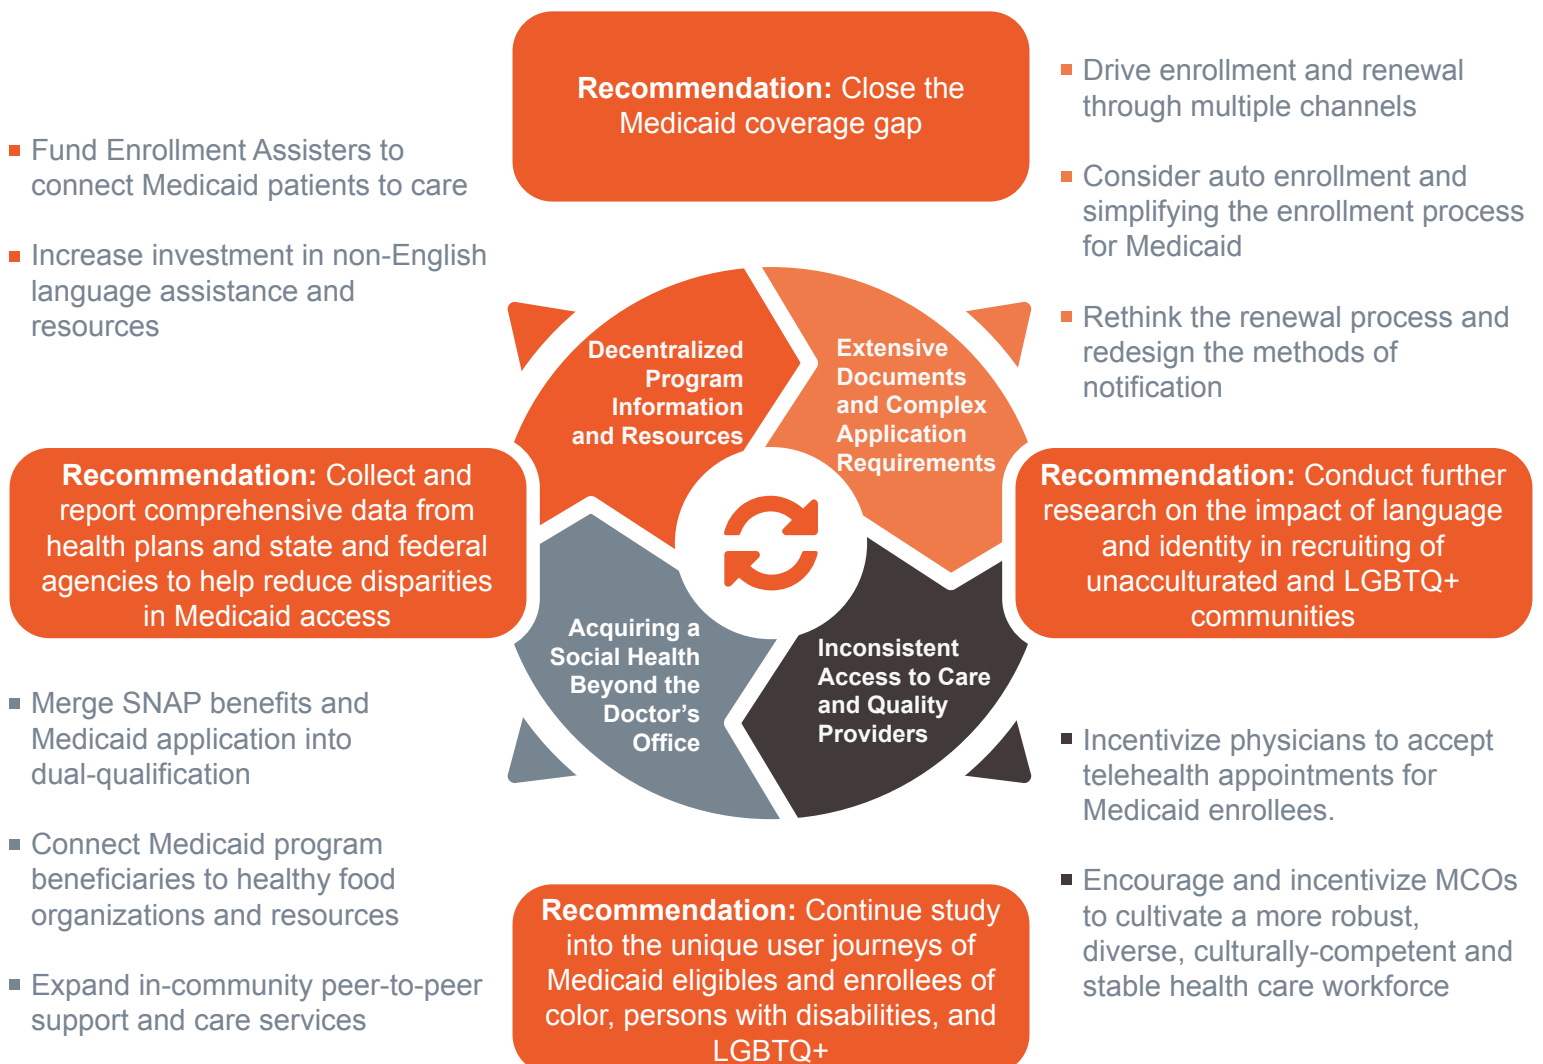 Recommendation: Close the
Medicaid coverage gap
Fund Enrollment Assisters to
connect Medicaid patients to care
Increase investment in non-English
language assistance and
resources
Drive enrollment and renewal
through multiple channels
Consider auto enrollment and
simplifying the enrollment process
for Medicaid
Rethink the renewal process and
redesign the methods of
notification
Decentralized
Program
Information
and Resources
Extensive
Documents
and Complex
Application
Requirements
Recommendation: Collect and
report comprehensive data from
health plans and state and federal
agencies to help reduce disparities
in Medicaid access
Recommendation: Conduct further
research on the impact of language
and identity in recruiting of
unacculturated and LGBTQ+
communities
Acquiring a
Social Health
Beyond the
Doctor’s
Office
Inconsistent
Access to Care
and Quality
Providers
Merge SNAP benefits and
Medicaid application into
dual-qualification
Connect Medicaid program
beneficiaries to healthy food
organizations and resources
Expand in-community peer-to-peer
support and care services
Incentivize physicians to accept
telehealth appointments for
Medicaid enrollees.
Encourage and incentivize MCOs
to cultivate a more robust,
diverse, culturally-competent and
stable health care workforce
Recommendation: Continue study
into the unique user journeys of
Medicaid eligibles and enrollees of
color, persons with disabilities, and
LGBTQ+